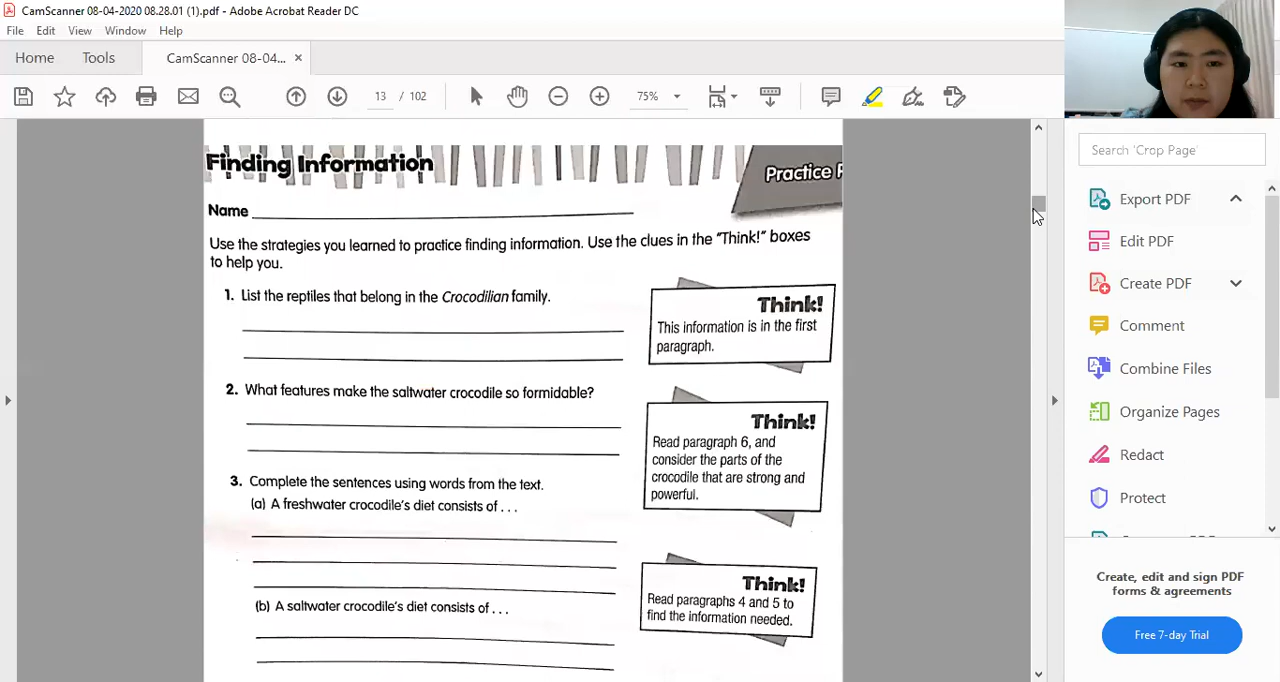 CamScanner 08-04-2020 08.28.01 (1).pdf - Adobe Acrobat Reader DC
File Edit View Window Help
Home Tools CamScanner 08-04... ×
13 / 102 75%
Finding Information
Practice P
Name
Use the strategies you learned to practice finding information. Use the clues in the "Think!" boxes
to help you.
1. List the reptiles that belong in the Crocodilian family.
Think!
This information is in the first
paragraph.
2. What features make the saltwater crocodile so formidable?
Think!
Read paragraph 6, and
consider the parts of the
crocodile that are strong and
powerful.
3. Complete the sentences using words from the text.
(a) A freshwater crocodile's diet consists of . . .
Think!
Read paragraphs 4 and 5 to
find the information needed.
(b) A saltwater crocodile's diet consists of . . .
Search 'Crop Page'
Export PDF
Edit PDF
Create PDF
Comment
Combine Files
Organize Pages
Redact
Protect
Create, edit and sign PDF
forms & agreements
Free 7-day Trial